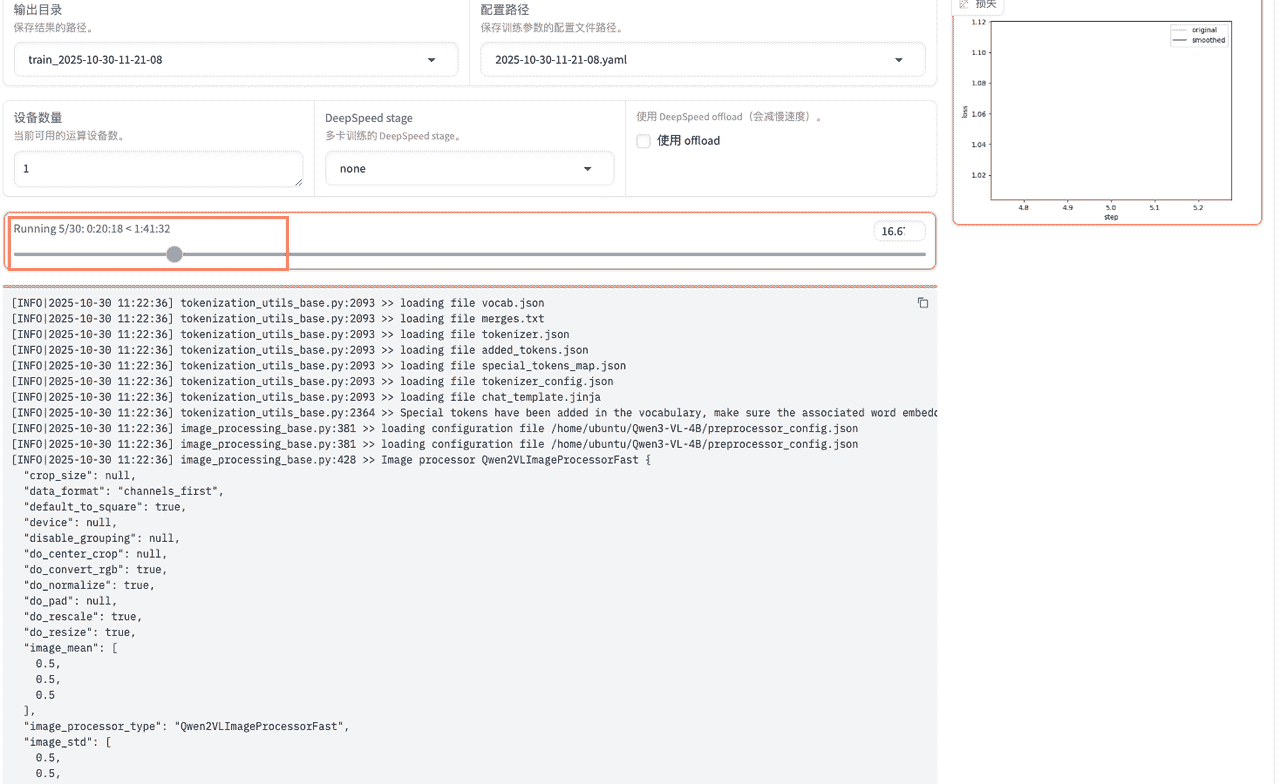 输出目录
保存结果的路径。
train_2025-10-30-11-21-08
配置路径
保存训练参数的配置文件路径。
2025-10-30-11-21-08.yaml
设备数量
当前可用的运算设备数。
1
DeepSpeed stage
多卡训练的 DeepSpeed stage。
none
使用 DeepSpeed offload（会减慢速度）。
使用 offload
Running 5/30: 0:20:18 < 1:41:32
16.6
[INFO|2025-10-30 11:22:36] tokenization_utils_base.py:2093 >> loading file vocab.json
[INFO|2025-10-30 11:22:36] tokenization_utils_base.py:2093 >> loading file merges.txt
[INFO|2025-10-30 11:22:36] tokenization_utils_base.py:2093 >> loading file tokenizer.json
[INFO|2025-10-30 11:22:36] tokenization_utils_base.py:2093 >> loading file added_tokens.json
[INFO|2025-10-30 11:22:36] tokenization_utils_base.py:2093 >> loading file special_tokens_map.json
[INFO|2025-10-30 11:22:36] tokenization_utils_base.py:2093 >> loading file tokenizer_config.json
[INFO|2025-10-30 11:22:36] tokenization_utils_base.py:2093 >> loading file chat_template.jinja
[INFO|2025-10-30 11:22:36] tokenization_utils_base.py:2364 >> Special tokens have been added in the vocabulary, make sure the associated word
[INFO|2025-10-30 11:22:36] image_processing_base.py:381 >> loading configuration file /home/ubuntu/Qwen3-VL-4B/preprocessor_config.json
[INFO|2025-10-30 11:22:36] image_processing_base.py:381 >> loading configuration file /home/ubuntu/Qwen3-VL-4B/preprocessor_config.json
[INFO|2025-10-30 11:22:36] image_processing_base.py:428 >> Image processor Qwen2VLImageProcessorFast {
"crop_size": null,
"data_format": "channels_first",
"default_to_square": true,
"device": null,
"disable_grouping": null,
"do_center_crop": null,
"do_convert_rgb": true,
"do_normalize": true,
"do_pad": null,
"do_rescale": true,
"do_resize": true,
"image_mean": [
0.5,
0.5,
0.5
],
"image_processor_type": "Qwen2VLImageProcessorFast",
"image_std": [
0.5,
0.5,
损失
original
smoothed
1.12
1.10
1.08
1.06
1.04
1.02
loss
4.8 4.9 5.0 5.1 5.2
step